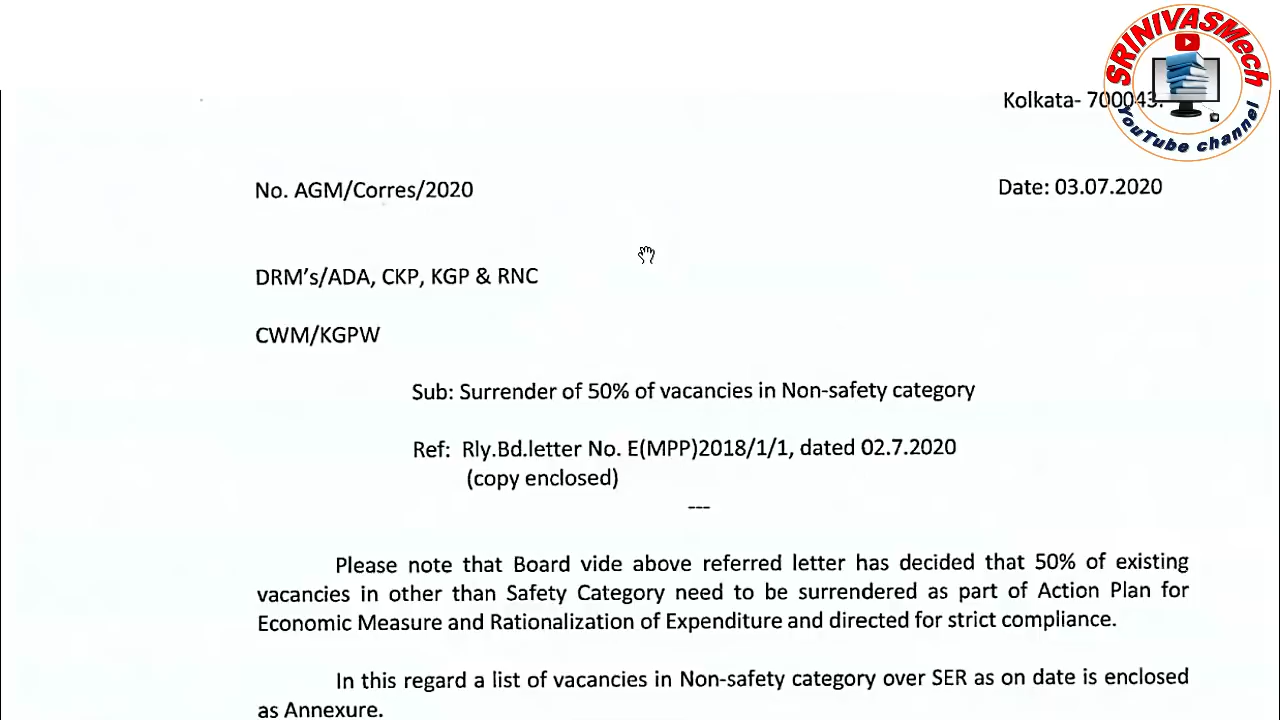 SRINIVASMech
YouTube channel
Kolkata- 700043.
No. AGM/Corres/2020
Date: 03.07.2020
DRM's/ADA, CKP, KGP & RNC
CWM/KGPW
Sub: Surrender of 50% of vacancies in Non-safety category
Ref: Rly.Bd.letter No. E(MPP)2018/1/1, dated 02.7.2020
(copy enclosed)
---
Please note that Board vide above referred letter has decided that 50% of existing
vacancies in other than Safety Category need to be surrendered as part of Action Plan for
Economic Measure and Rationalization of Expenditure and directed for strict compliance.
In this regard a list of vacancies in Non-safety category over SER as on date is enclosed
as Annexure.